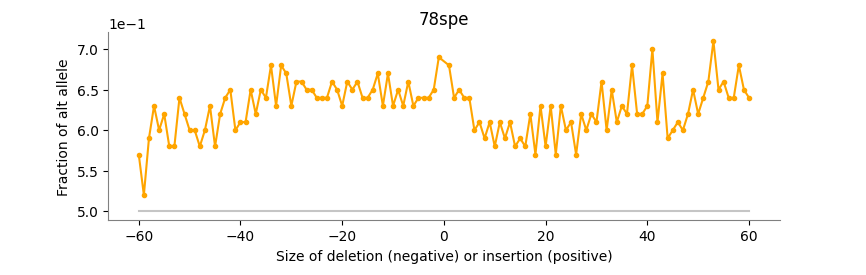 78spe
1e−1
7.0
6.5
6.0
5.5
5.0
Fraction of alt allele
−60 −40 −20 0 20 40 60
Size of deletion (negative) or insertion (positive)